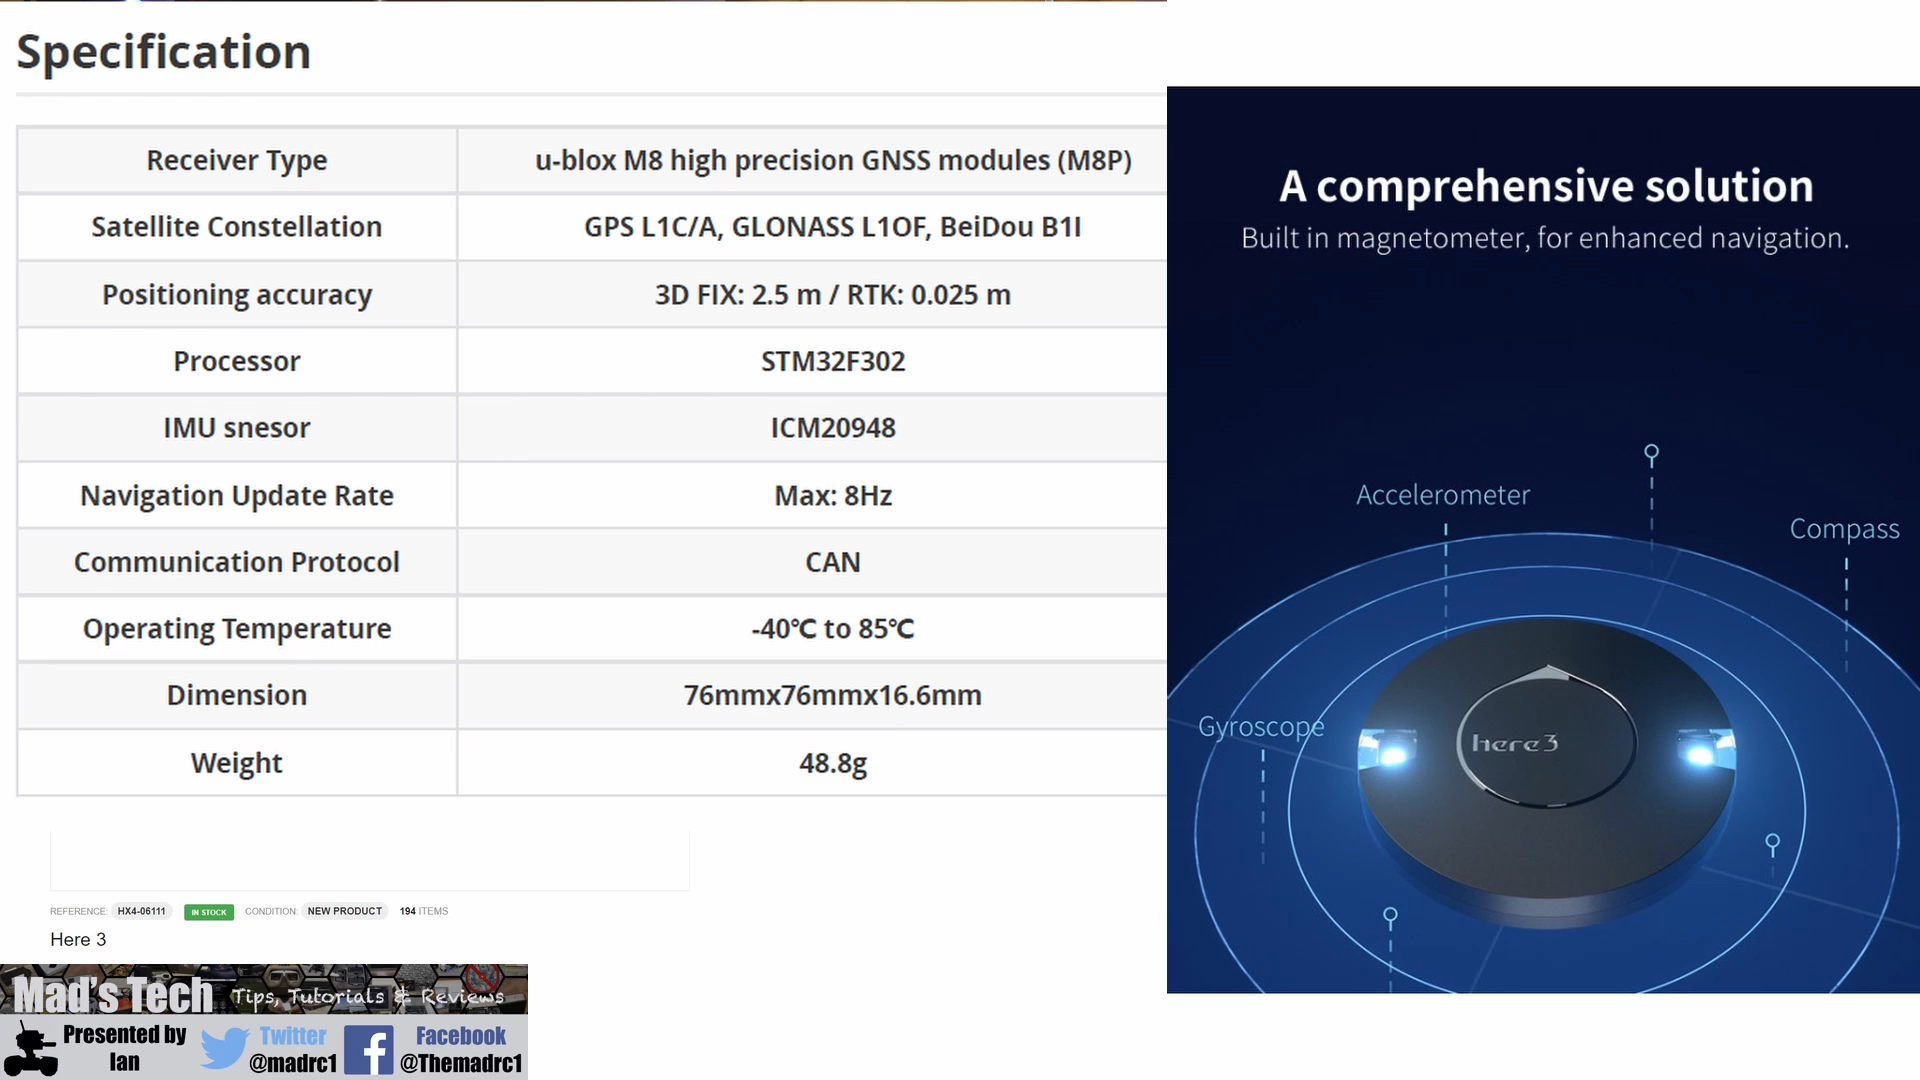 Specification
Receiver Type
u-blox M8 high precision GNSS modules (M8P)
Satellite Constellation
GPS L1C/A, GLONASS L1OF, BeiDou B1I
Positioning accuracy
3D FIX: 2.5 m / RTK: 0.025 m
Processor
STM32F302
IMU snesor
ICM20948
Navigation Update Rate
Max: 8Hz
Communication Protocol
CAN
Operating Temperature
-40℃ to 85℃
Dimension
76mmx76mmx16.6mm
Weight
48.8g
REFERENCE: HX4-06111 IN STOCK CONDITION: NEW PRODUCT 194 ITEMS
Here 3
A comprehensive solution
Built in magnetometer, for enhanced navigation.
Accelerometer
Compass
Gyroscope
here3
Mad's Tech Tips, Tutorials & Reviews
Presented by
Ian
Twitter
@madrc1
Facebook
@Themadrc1